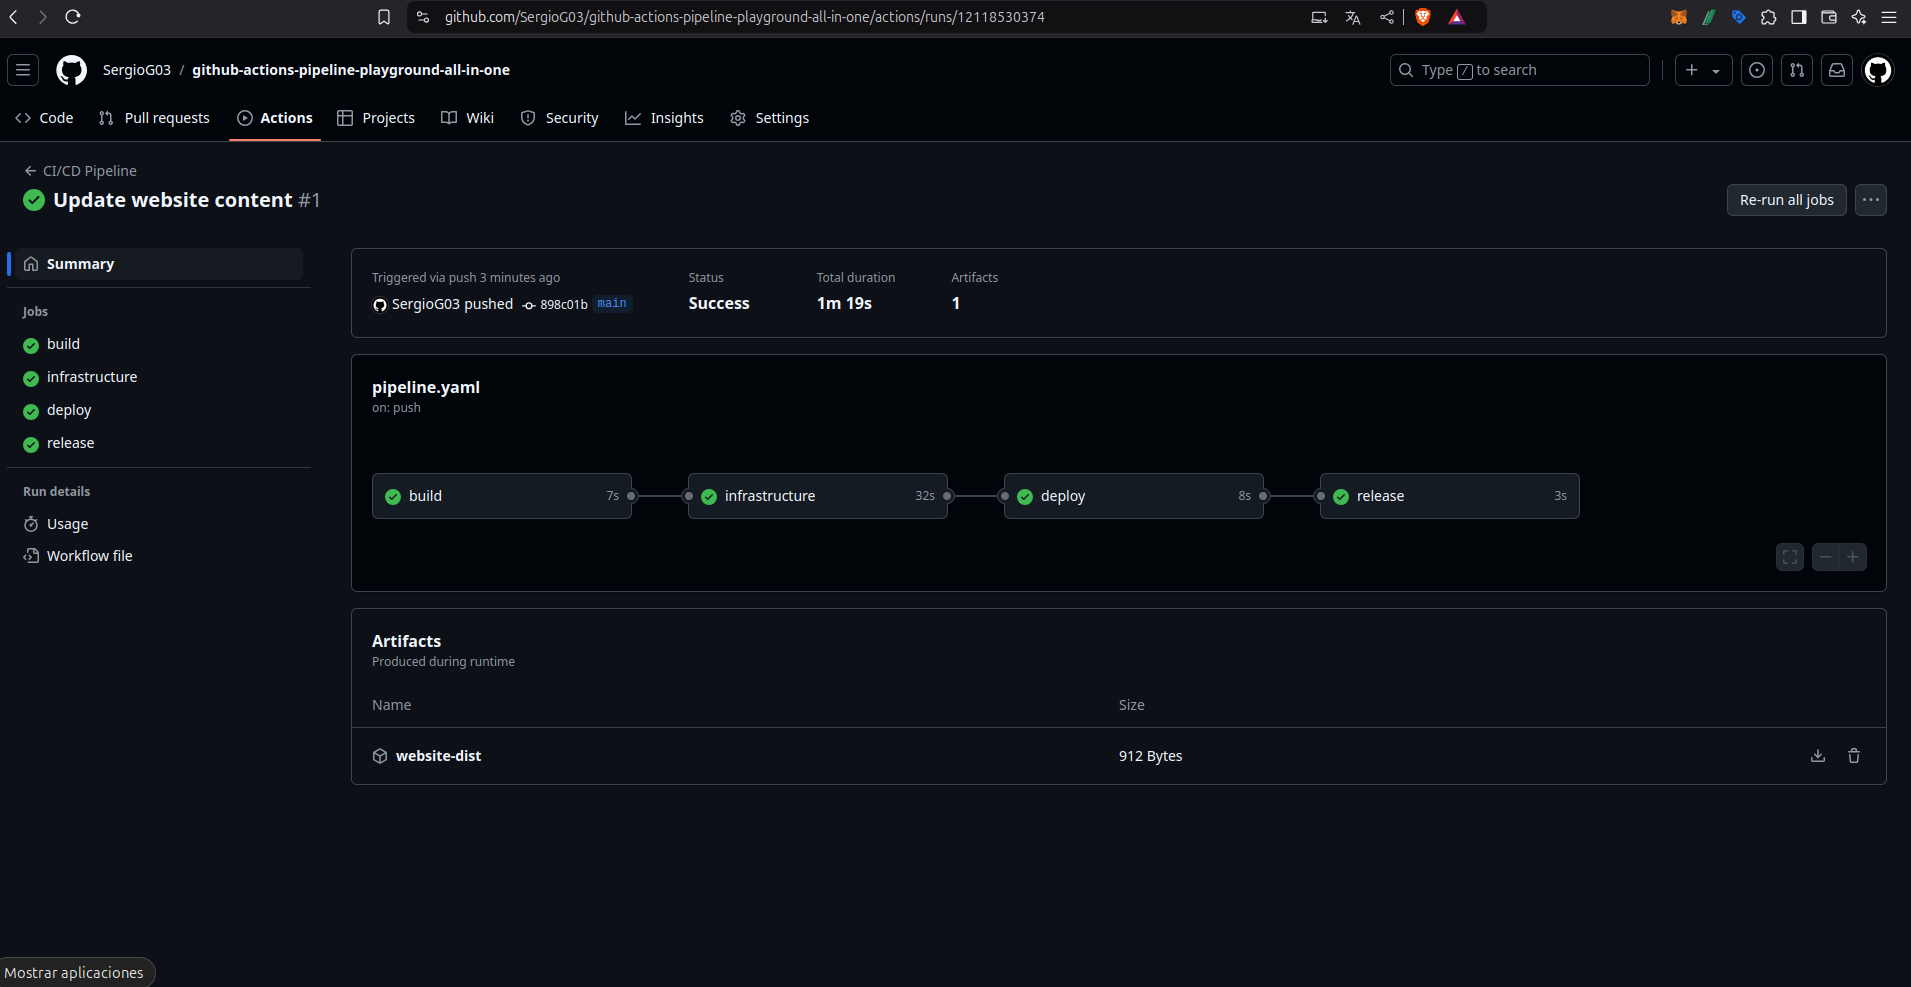 github.com/SergioG03/github-actions-pipeline-playground-all-in-one/actions/runs/12118530374
SergioG03 / github-actions-pipeline-playground-all-in-one
Type / to search
Code Pull requests Actions Projects Wiki Security Insights Settings
CI/CD Pipeline
Update website content #1
Re-run all jobs
Summary
Jobs
build
infrastructure
deploy
release
Run details
Usage
Workflow file
Triggered via push 3 minutes ago
SergioG03 pushed 898c01b main
Status
Success
Total duration
1m 19s
Artifacts
1
pipeline.yaml
on: push
build 7s
infrastructure 32s
deploy 8s
release 3s
Artifacts
Produced during runtime
Name Size
website-dist 912 Bytes
Mostrar aplicaciones